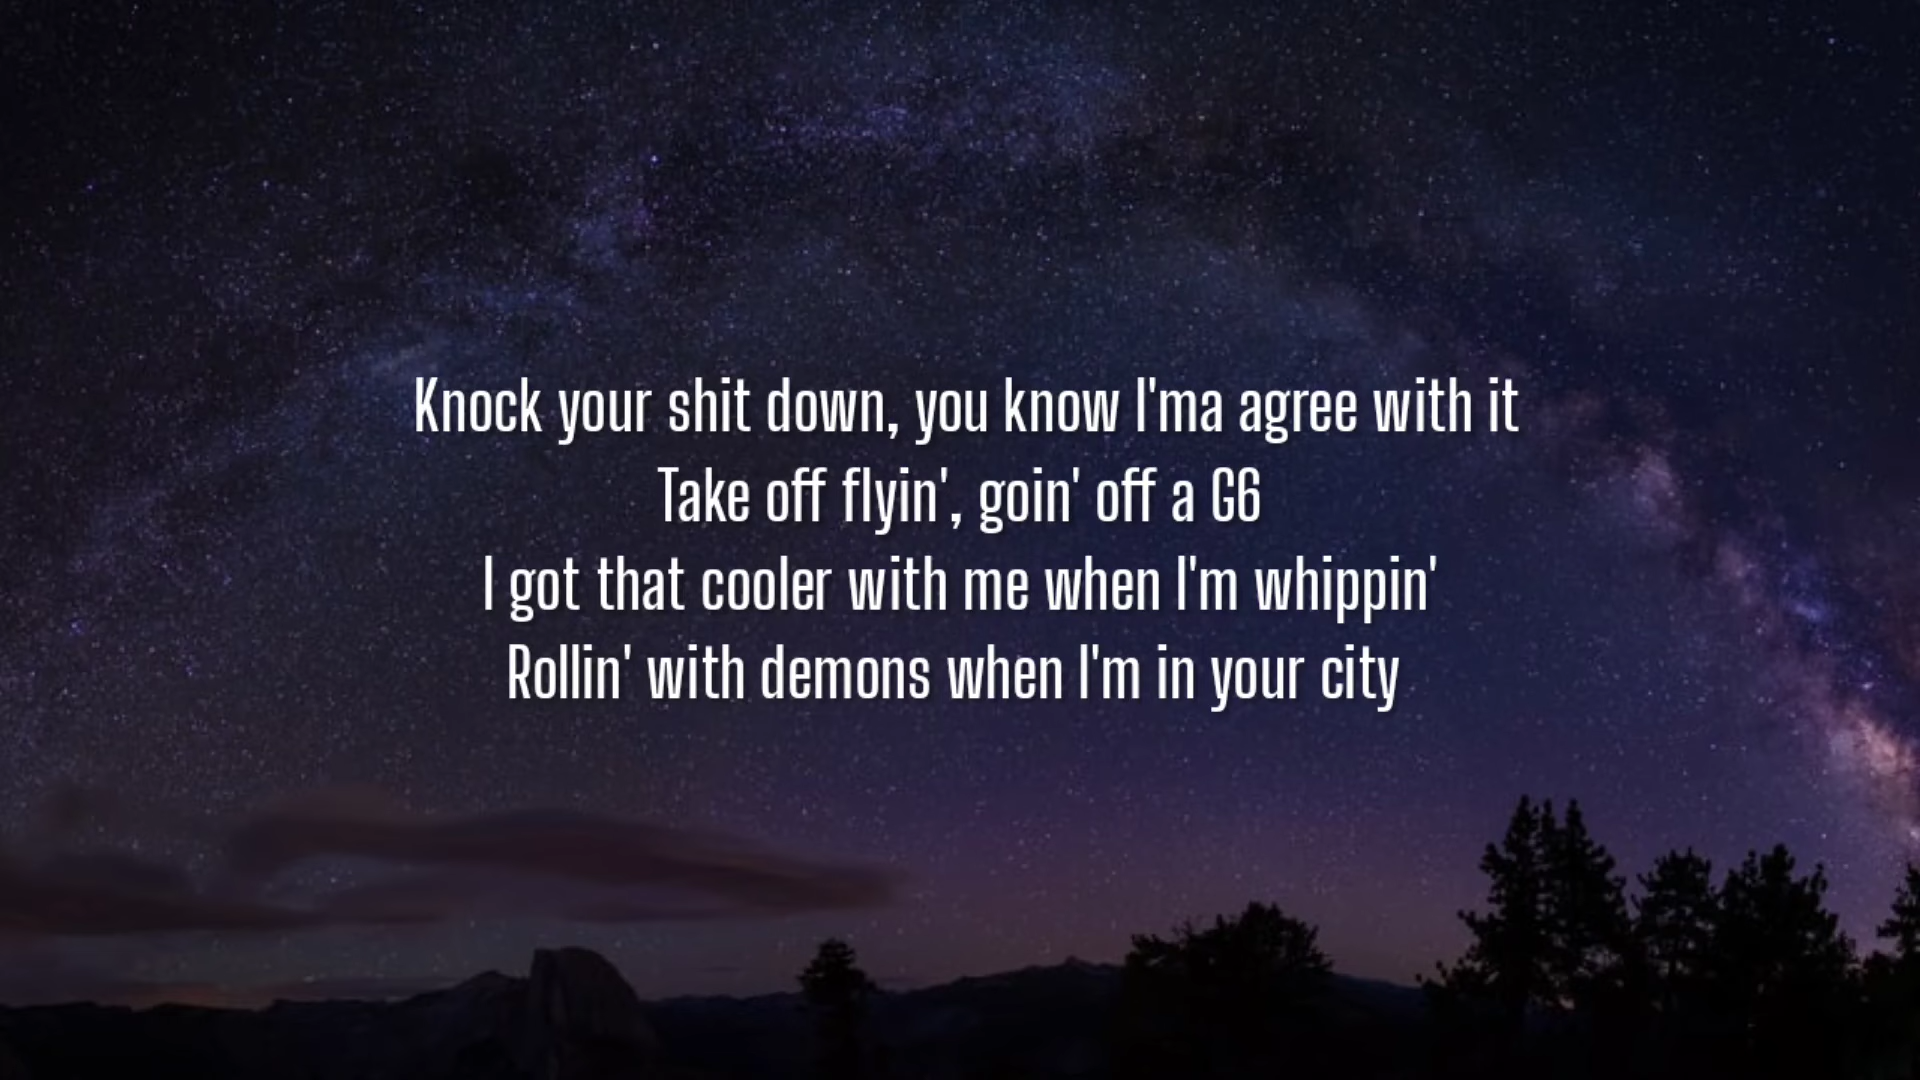 Knock your shit down, you know I'ma agree with it
Take off flyin', goin' off a G6
I got that cooler with me when I'm whippin'
Rollin' with demons when I'm in your city